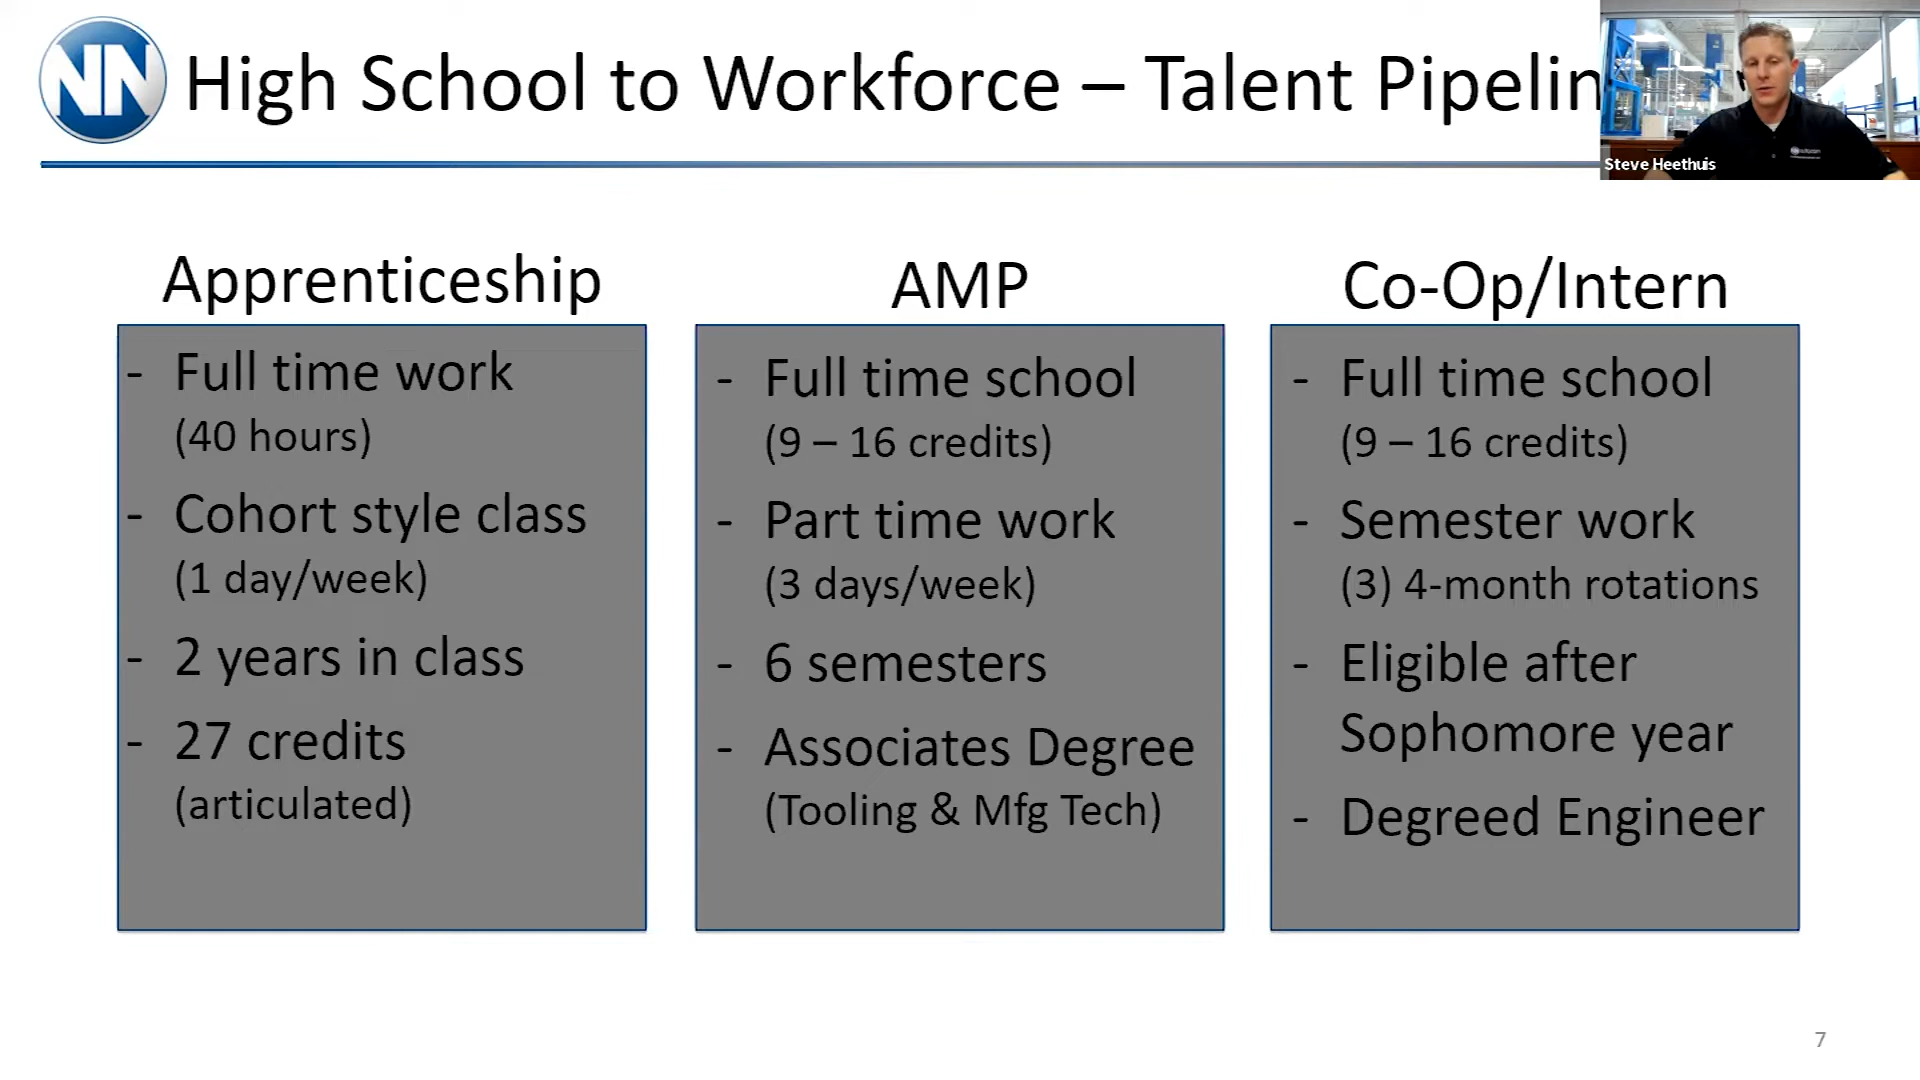 NN
High School to Workforce – Talent Pipelin
Steve Heethuis
Apprenticeship
- Full time work
(40 hours)
- Cohort style class
(1 day/week)
- 2 years in class
- 27 credits
(articulated)
AMP
- Full time school
(9 – 16 credits)
- Part time work
(3 days/week)
- 6 semesters
- Associates Degree
(Tooling & Mfg Tech)
Co-Op/Intern
- Full time school
(9 – 16 credits)
- Semester work
(3) 4-month rotations
- Eligible after
Sophomore year
- Degreed Engineer
7